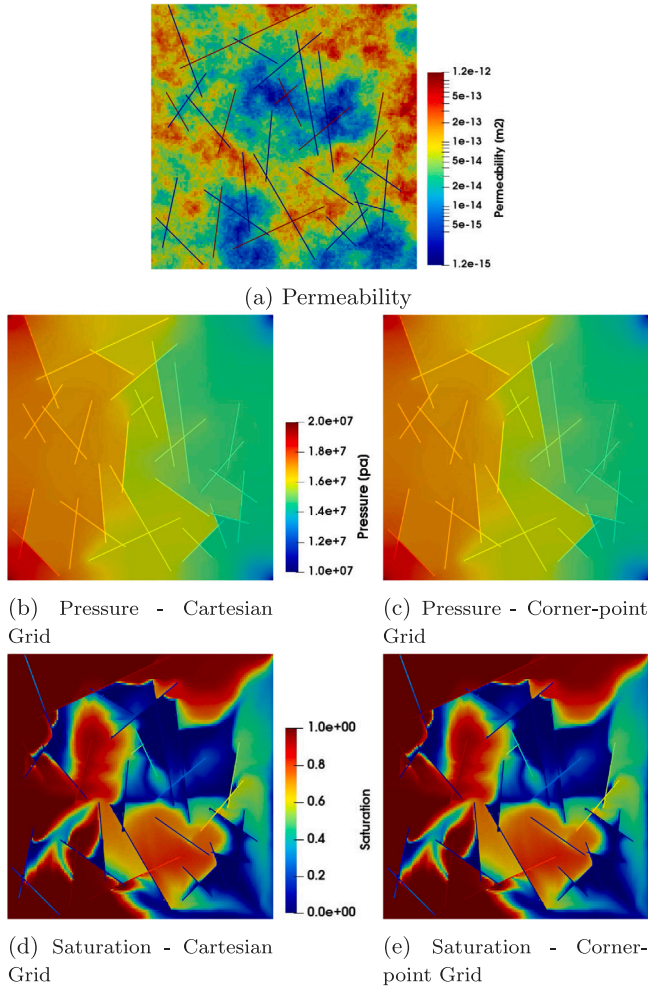 1.2e-12
5e-13
2e-13
1e-13
5e-14
2e-14
1e-14
5e-15
1.2e-15
Permeability (m2)
(a) Permeability
2.0e+07
1.8e+7
1.6e+7
1.4e+7
1.2e+7
1.0e+07
Pressure (pa)
(b) Pressure - Cartesian
Grid
(c) Pressure - Corner-point
Grid
1.0e+00
0.8
0.6
0.4
0.2
0.0e+00
Saturation
(d) Saturation - Cartesian
Grid
(e) Saturation - Corner-
point Grid